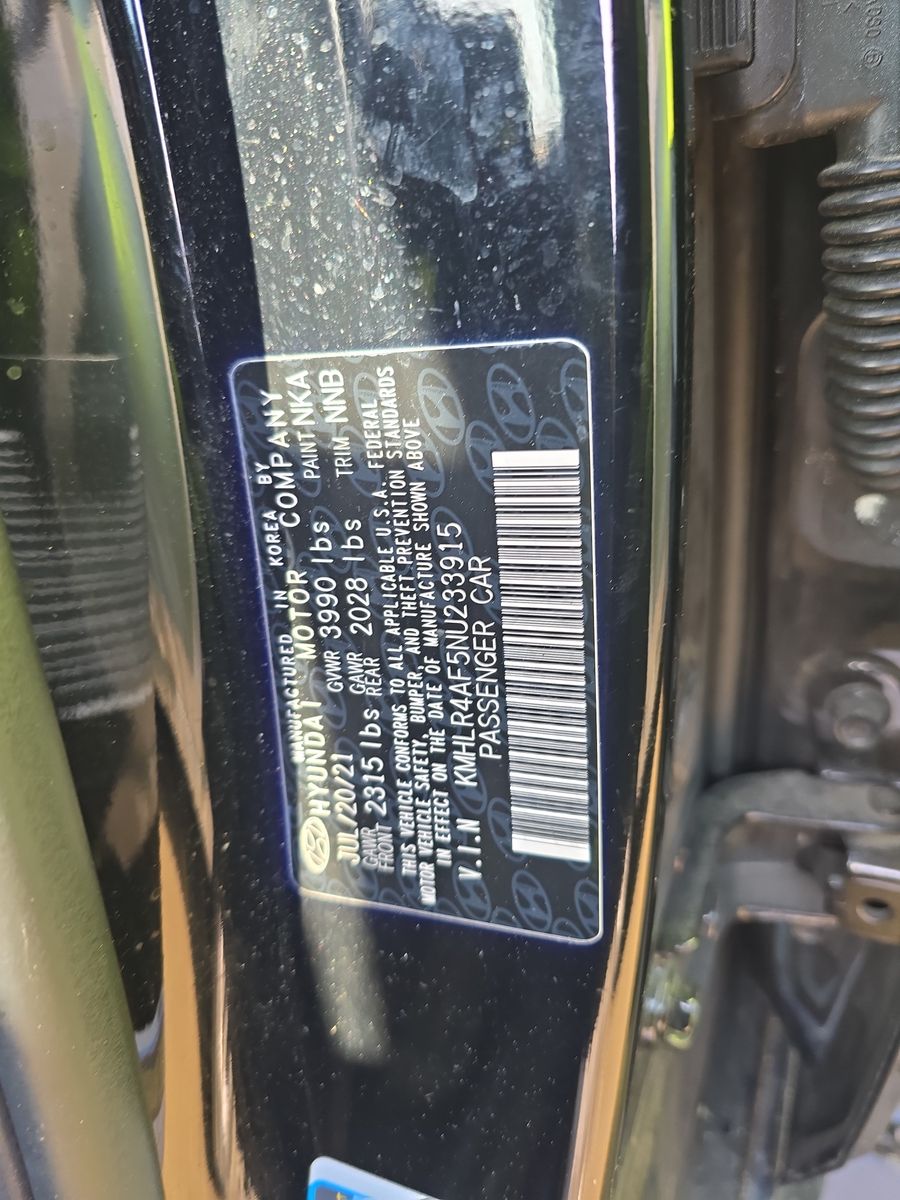 MANUFACTURED IN KOREA BY
HYUNDAI MOTOR COMPANY
JUL/20/21 GVWR 3990 lbs PAINT NKA
GAWR FRONT 2315 lbs GAWR REAR 2028 lbs TRIM NNB
THIS VEHICLE CONFORMS TO ALL APPLICABLE U.S.A. FEDERAL
MOTOR VEHICLE SAFETY, BUMPER, AND THEFT PREVENTION STANDARDS
IN EFFECT ON THE DATE OF MANUFACTURE SHOWN ABOVE
V.I.N KMHLR4AF5NU233915
PASSENGER CAR